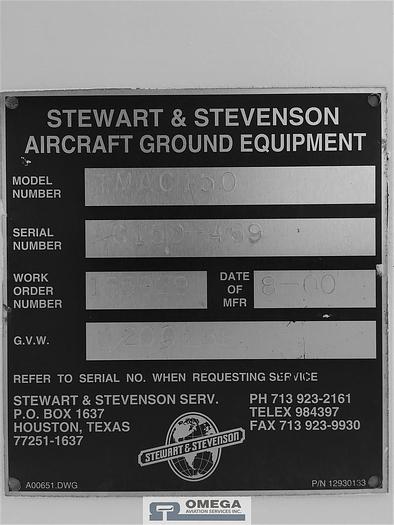 STEWART & STEVENSON
AIRCRAFT GROUND EQUIPMENT
MODEL
NUMBER
SERIAL
NUMBER
WORK
ORDER
NUMBER
DATE
OF
MFR
8-00
G.V.W.
REFER TO SERIAL NO. WHEN REQUESTING SERVICE
STEWART & STEVENSON SERV.
P.O. BOX 1637
HOUSTON, TEXAS
77251-1637
PH 713 923-2161
TELEX 984397
FAX 713 923-9930
STEWART & STEVENSON
A00651.DWG
P/N 12930133
OMEGA
AVIATION SERVICES INC.